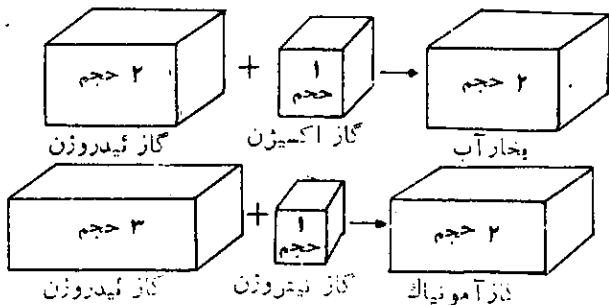 ۲ حجم + ۱ حجم → ۲ حجم
گاز ئیدروژن گاز اکسیژن بخار آب
۳ حجم + ۱ حجم → ۲ حجم
گاز ئیدروژن گاز نیتروژن گاز آمونیاک